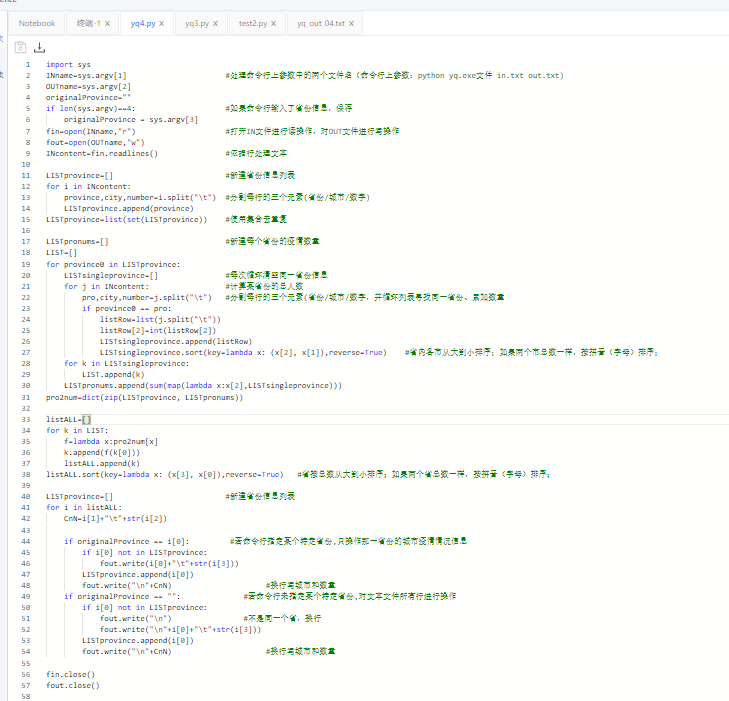 Notebook 终端-1 × yq4.py × yq3.py × test2.py × yq_out_04.txt ×
1 import sys
2 INname=sys.argv[1] #处理命令行上参数中的两个文件名（命令行上参数：python yq.exe文件 in.txt out.txt）
3 OUTname=sys.argv[2]
4 originalProvince=""
5 if len(sys.argv)==4: #如果命令行输入了省份信息，保存
6 originalProvince = sys.argv[3]
7 fin=open(INname,"r") #打开IN文件进行读操作，对OUT文件进行写操作
8 fout=open(OUTname,"w")
9 INcontent=fin.readlines() #依据行处理文本
10
11 LISTprovince=[] #新建省份信息列表
12 for i in INcontent:
13 province,city,number=i.split("\t") #分割每行的三个元素(省份/城市/数字)
14 LISTprovince.append(province)
15 LISTprovince=list(set(LISTprovince)) #使用集合去重复
16
17 LISTpronums=[] #新建每个省份的疫情数量
18 LIST=[]
19 for province0 in LISTprovince:
20 LISTsingleprovince=[] #每次循环清空同一省份信息
21 for j in INcontent: #计算某省份的总人数
22 pro,city,number=j.split("\t") #分割每行的三个元素(省份/城市/数字，并循环列表寻找同一省份、累加数量
23 if province0 == pro:
24 listRow=list(j.split("\t"))
25 listRow[2]=int(listRow[2])
26 LISTsingleprovince.append(listRow)
27 LISTsingleprovince.sort(key=lambda x: (x[2], x[1]),reverse=True) #省内各市从大到小排序；如果两个市总数一样，按拼音（字母）排序；
28 for k in LISTsingleprovince:
29 LIST.append(k)
30 LISTpronums.append(sum(map(lambda x:x[2],LISTsingleprovince)))
31 pro2num=dict(zip(LISTprovince, LISTpronums))
32
33 listALL=[]
34 for k in LIST:
35 f=lambda x:pro2num[x]
36 k.append(f(k[0]))
37 listALL.append(k)
38 listALL.sort(key=lambda x: (x[3], x[0]),reverse=True) #省按总数从大到小排序；如果两个省总数一样，按拼音（字母）排序；
39
40 LISTprovince=[] #新建省份信息列表
41 for i in listALL:
42 CnN=i[1]+"\t"+str(i[2])
43
44 if originalProvince == i[0]: #若命令行指定某个特定省份,只操作那一省份的城市疫情情况信息
45 if i[0] not in LISTprovince:
46 fout.write(i[0]+"\t"+str(i[3]))
47 LISTprovince.append(i[0])
48 fout.write("\n"+CnN) #换行写城市和数量
49 if originalProvince == "": #若命令行未指定某个特定省份,对文本文件所有行进行操作
50 if i[0] not in LISTprovince:
51 fout.write("\n") #不是同一个省，换行
52 fout.write("\n"+i[0]+"\t"+str(i[3]))
53 LISTprovince.append(i[0])
54 fout.write("\n"+CnN) #换行写城市和数量
55
56 fin.close()
57 fout.close()
58